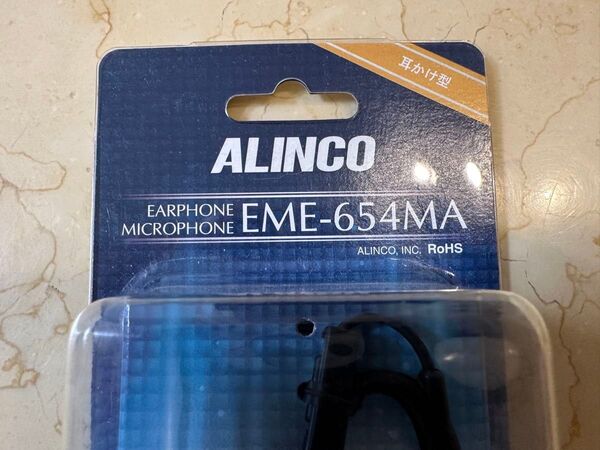 耳かけ型
ALINCO
EARPHONE
MICROPHONE EME-654MA
ALINCO, INC. RoHS